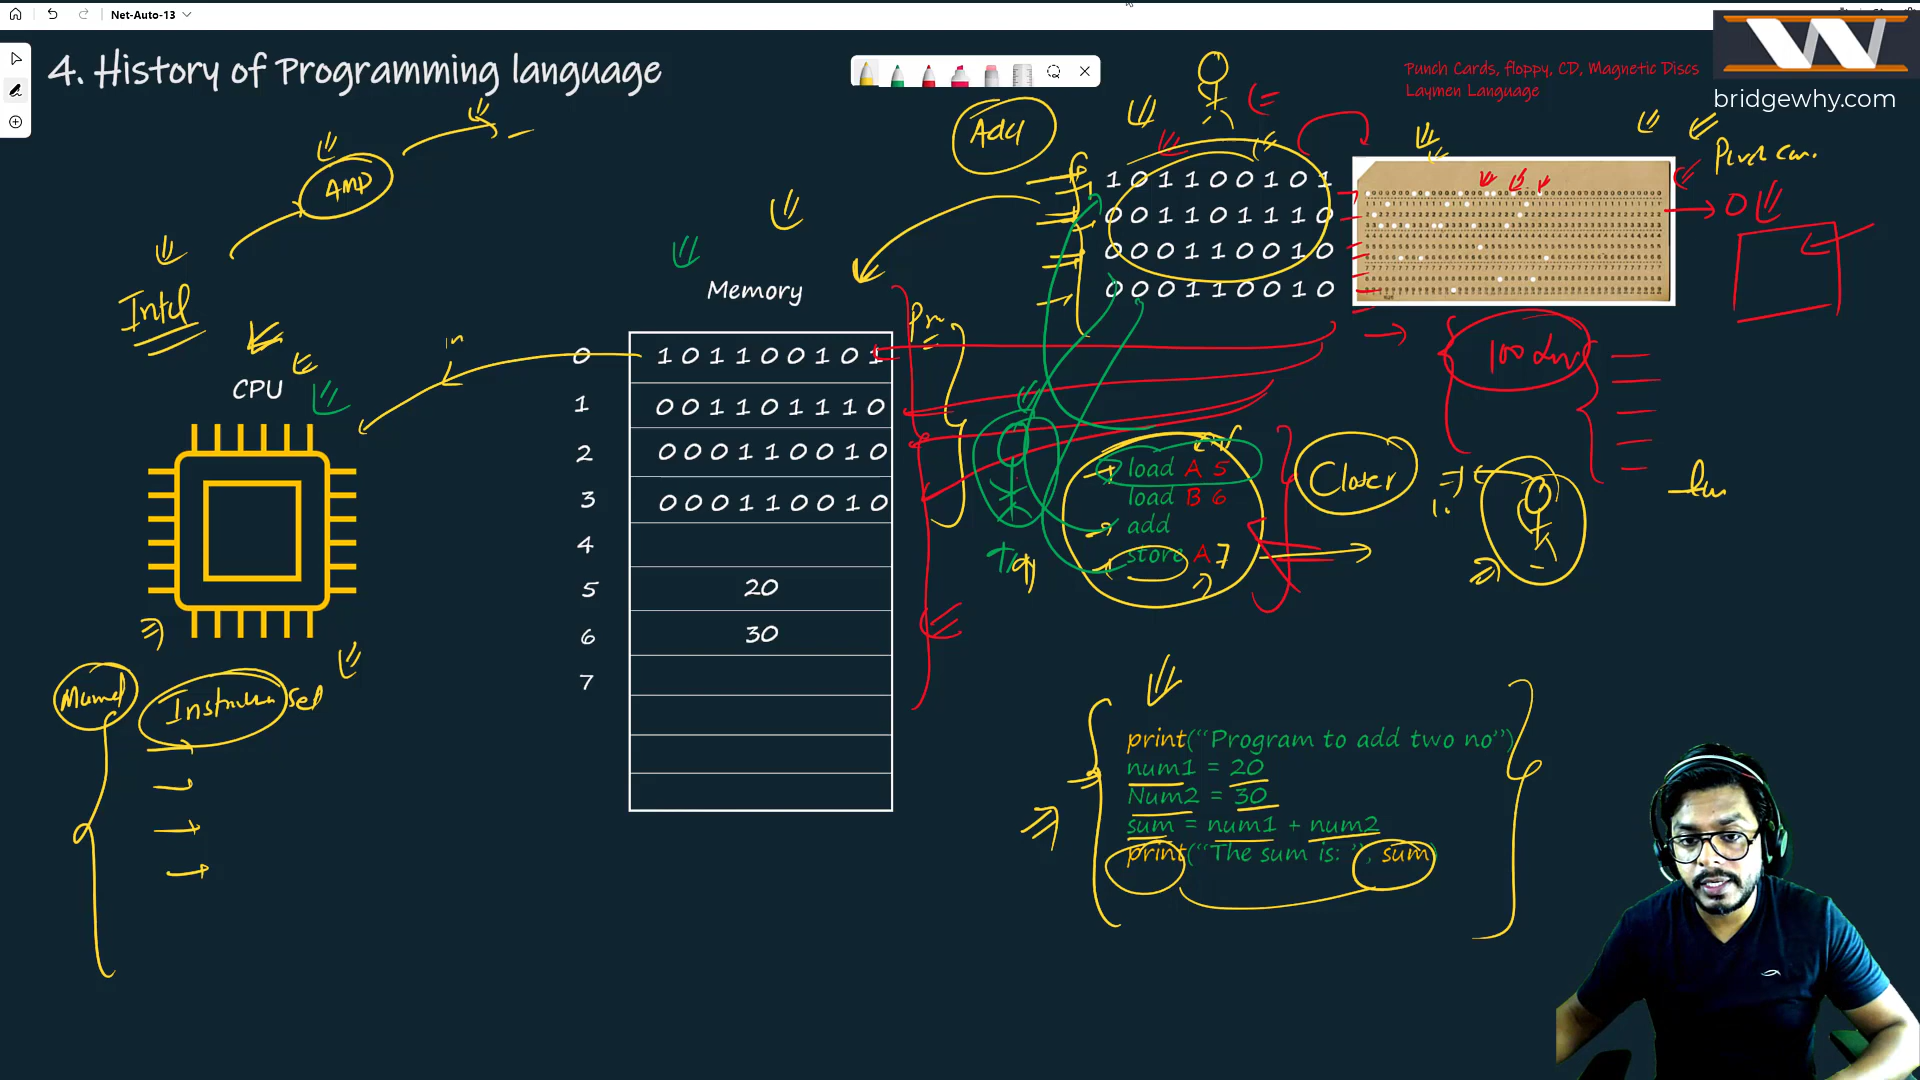 Net-Auto-13
4. History of Programming language
Punch Cards, floppy, CD, Magnetic Discs
Laymen Language
bridgewhy.com
Add
AMD
Intel
CPU
Memory
1 0 1 1 0 0 1 0 1
0 0 1 1 0 1 1 1 0
0 0 0 1 1 0 0 1 0
0 0 0 1 1 0 0 1 0
0 1 0 1 1 0 0 1 0 1
1 0 0 1 1 0 1 1 1 0
2 0 0 0 1 1 0 0 1 0
3 0 0 0 1 1 0 0 1 0
4
5 20
6 30
7
load A 5
load B 6
add
store A 7
Closer
print("Program to add two no")
num1 = 20
Num2 = 30
sum = num1 + num2
print("The sum is: ", sum)